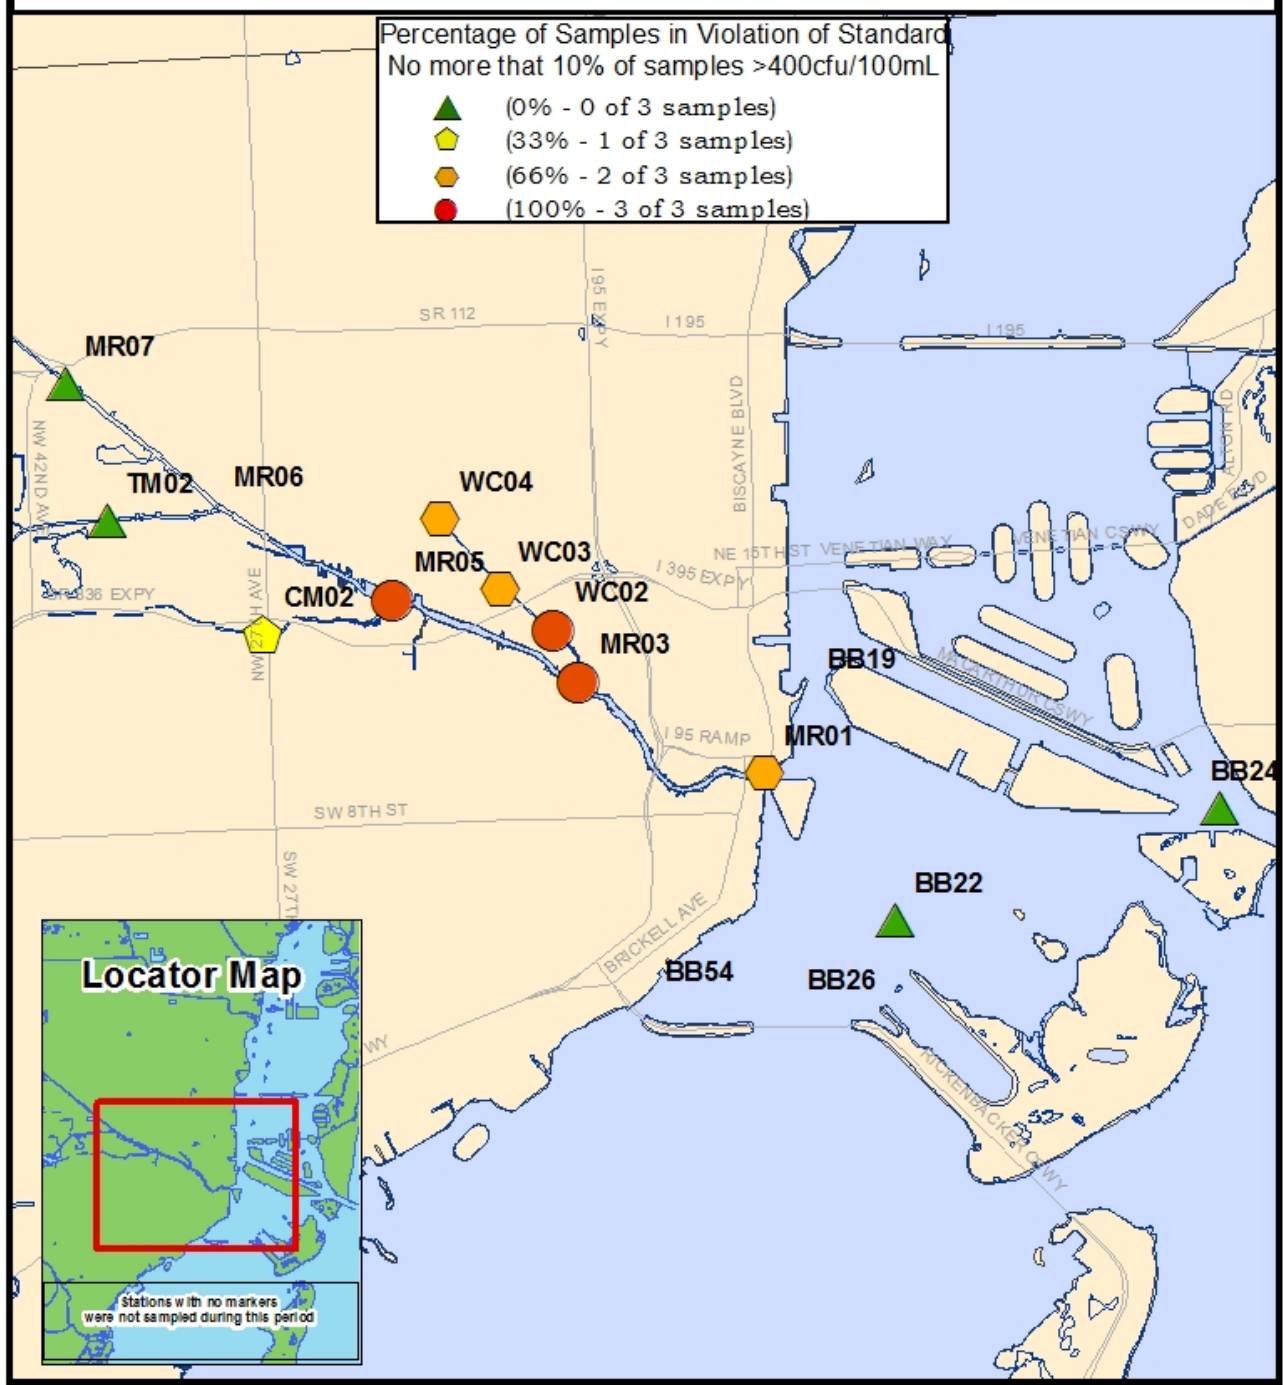 Percentage of Samples in Violation of Standard
No more that 10% of samples >400cfu/100mL
(0% - 0 of 3 samples)
(33% - 1 of 3 samples)
(66% - 2 of 3 samples)
(100% - 3 of 3 samples)
I 95 EXPY
SR 112
I 195
I 195
MR07
BISCAYNE BLVD
ALTON RD
NW 42ND AVE
TM02
MR06
WC04
DADE BLVD
MR05
WC03
NE 15TH ST
VENETIAN WAY
VENETIAN CSWY
I 395 EXPY
SR 836 EXPY
CM02
WC02
NW 27TH AVE
MR03
BB19
MACARTHUR CSWY
I 95 RAMP
MR01
BB24
SW 8TH ST
SW 27TH
BB22
BRICKELL AVE
BB54
BB26
Locator Map
WY
RICKENBACKER CSWY
Stations with no markers
were not sampled during this period